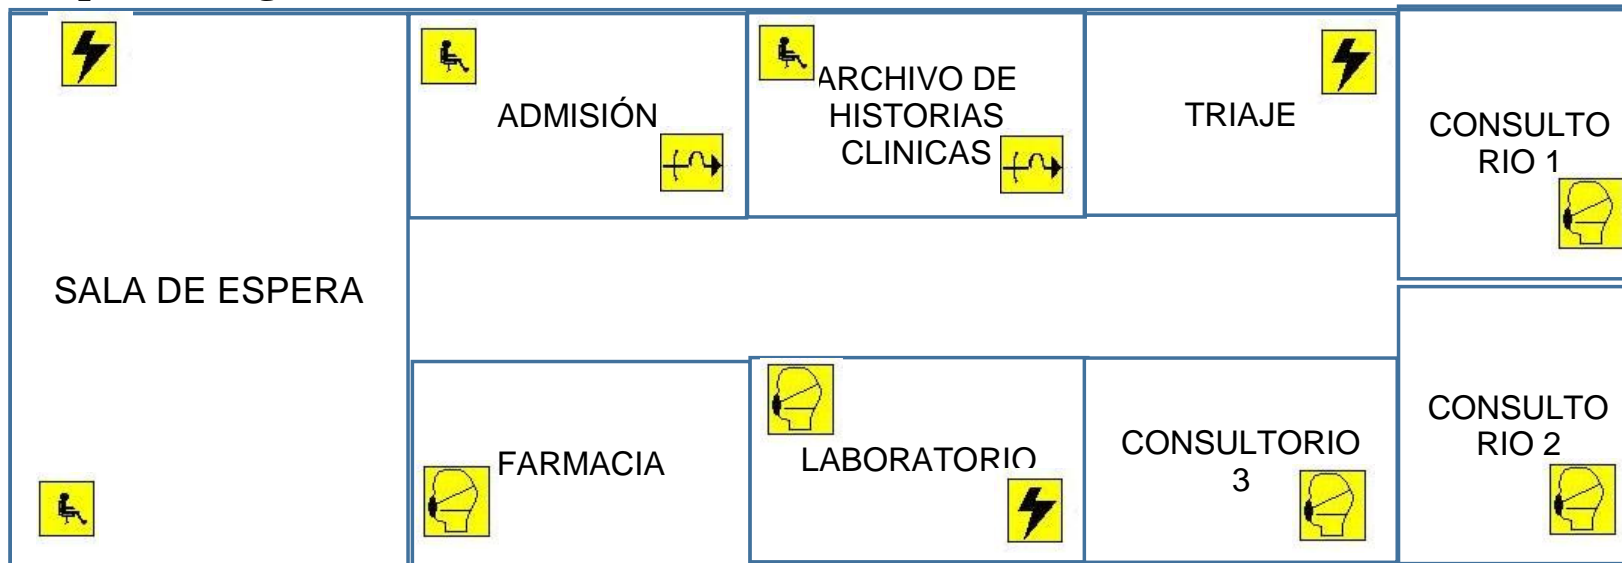 SALA DE ESPERA
ADMISIÓN
ARCHIVO DE
HISTORIAS
CLINICAS
TRIAJE
CONSULTO
RIO 1
FARMACIA
LABORATORIO
CONSULTORIO
3
CONSULTO
RIO 2